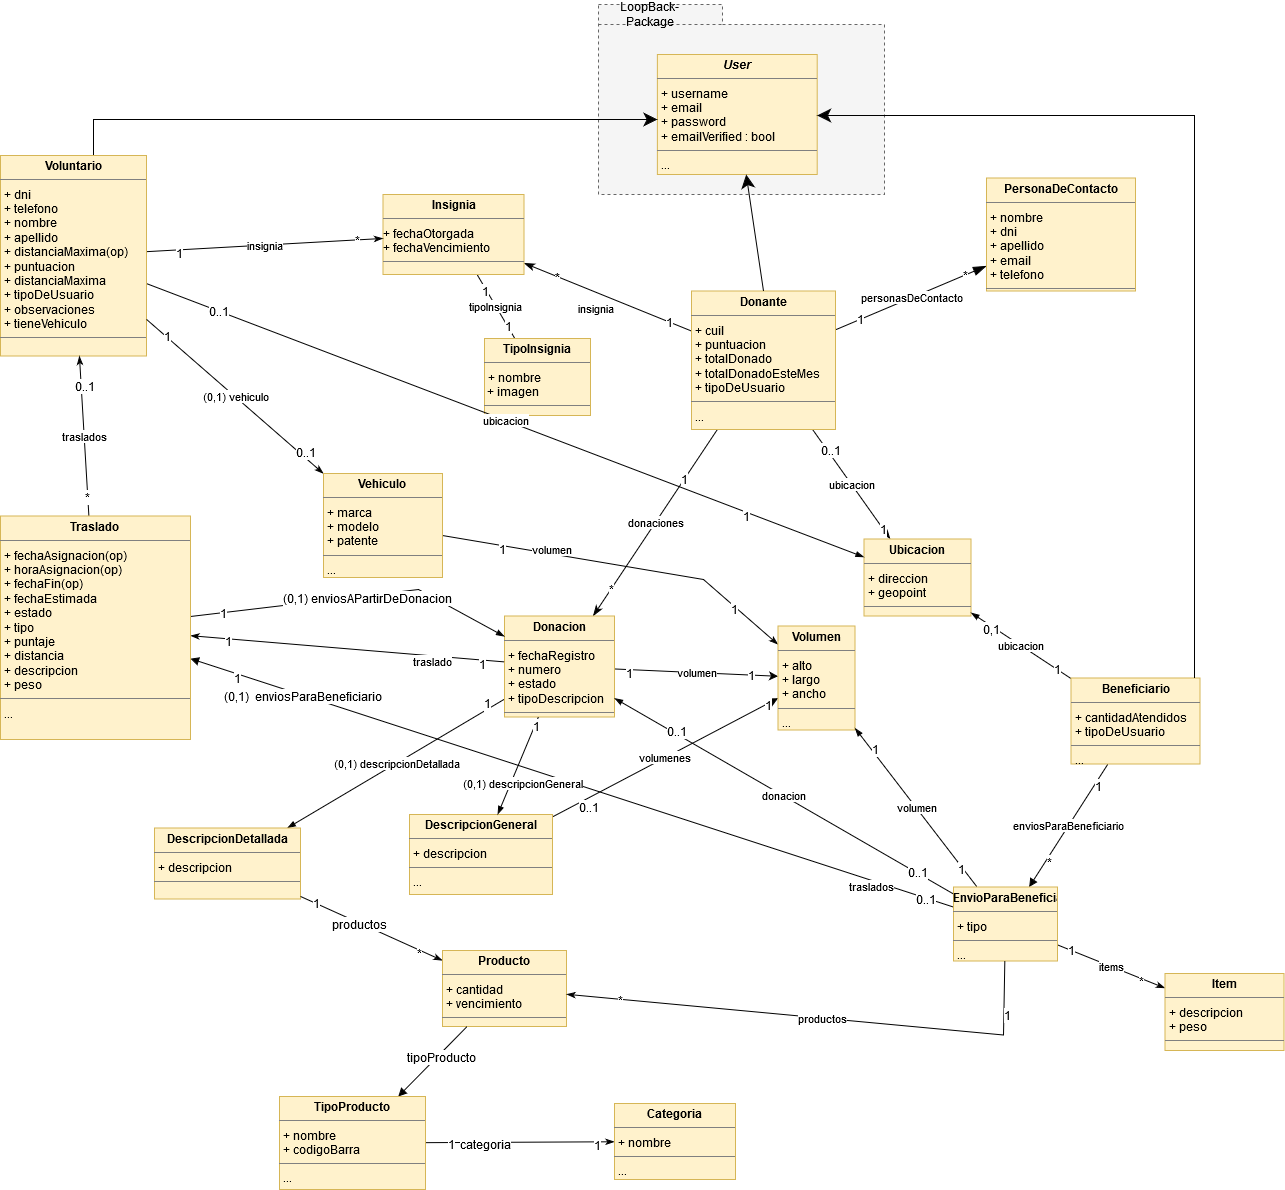 LoopBack-
Package
User
+ username
+ email
+ password
+ emailVerified : bool
...
Voluntario
+ dni
+ telefono
+ nombre
+ apellido
+ distanciaMaxima(op)
+ puntuacion
+ distanciaMaxima
+ tipoDeUsuario
+ observaciones
+ tieneVehiculo
...
Insignia
+ fechaOtorgada
+ fechaVencimiento
PersonaDeContacto
+ nombre
+ dni
+ apellido
+ email
+ telefono
1
insignia
*
*
insignia
1
1
personasDeContacto
*
1
tipoInsignia
1
TipoInsignia
+ nombre
+ imagen
Donante
+ cuil
+ puntuacion
+ totalDonado
+ totalDonadoEsteMes
+ tipoDeUsuario
...
0..1
ubicacion
1
1
(0,1) vehiculo
0..1
0..1
traslados
*
0..1
ubicacion
1
1
donaciones
*
Vehiculo
+ marca
+ modelo
+ patente
...
1
volumen
1
Ubicacion
+ direccion
+ geopoint
0,1
ubicacion
1
Traslado
+ fechaAsignacion(op)
+ horaAsignacion(op)
+ fechaFin(op)
+ fechaEstimada
+ estado
+ tipo
+ puntaje
+ distancia
+ descripcion
+ peso
...
1
(0,1) enviosAPartirDeDonacion
1
traslado
1
1
(0,1)  enviosParaBeneficiario
Donacion
+ fechaRegistro
+ numero
+ estado
+ tipoDescripcion
1
volumen
1
Volumen
+ alto
+ largo
+ ancho
...
Beneficiario
+ cantidadAtendidos
+ tipoDeUsuario
...
1
(0,1) descripcionDetallada
1
(0,1) descripcionGeneral
1
volumenes
0..1
0..1
donacion
0..1
1
volumen
1
1
enviosParaBeneficiario
*
traslados
0..1
DescripcionDetallada
+ descripcion
DescripcionGeneral
+ descripcion
...
EnvioParaBeneficia
+ tipo
...
1
productos
*
1
items
*
Producto
+ cantidad
+ vencimiento
*
productos
1
Item
+ descripcion
+ peso
tipoProducto
TipoProducto
+ nombre
+ codigoBarra
...
1
categoria
1
Categoria
+ nombre
...